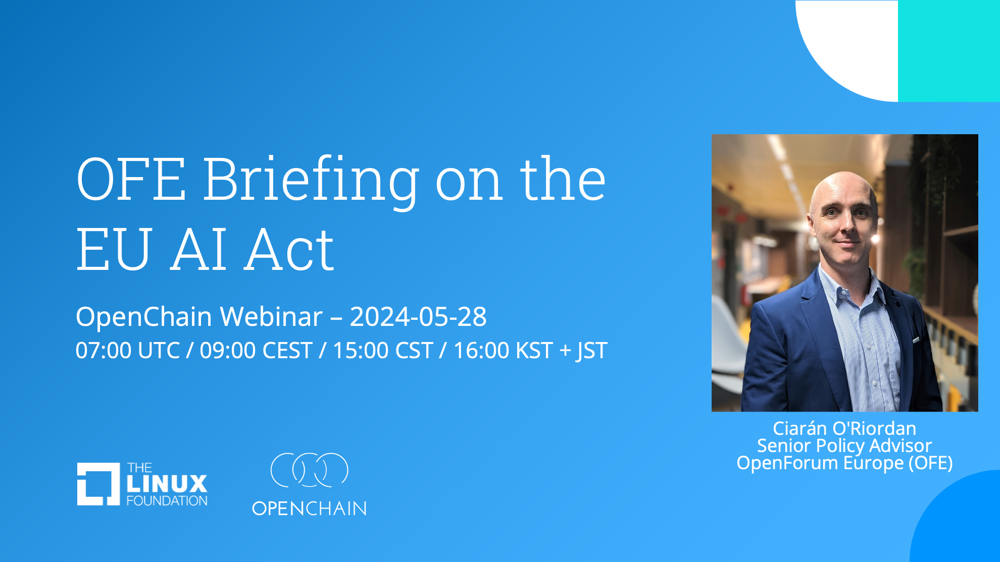 OFE Briefing on the
EU AI Act
OpenChain Webinar – 2024-05-28
07:00 UTC / 09:00 CEST / 15:00 CST / 16:00 KST + JST
Ciarán O'Riordan
Senior Policy Advisor
OpenForum Europe (OFE)
THE
LINUX
FOUNDATION
OPENCHAIN